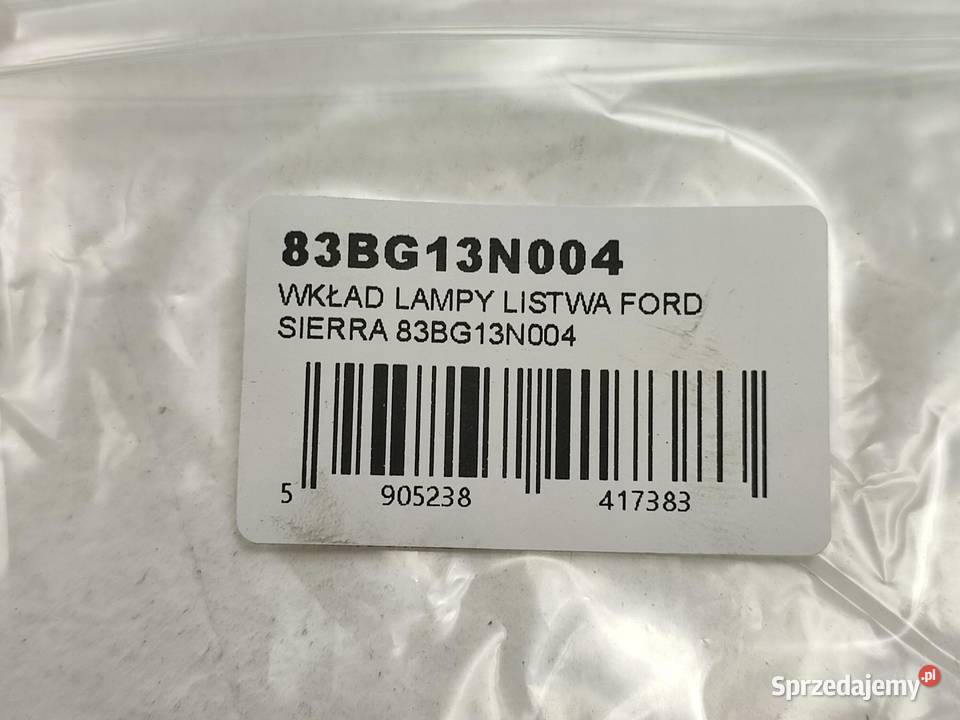 83BG13N004
WKŁAD LAMPY LISTWA FORD
SIERRA 83BG13N004
5 905238 417383
Sprzedajemy.pl